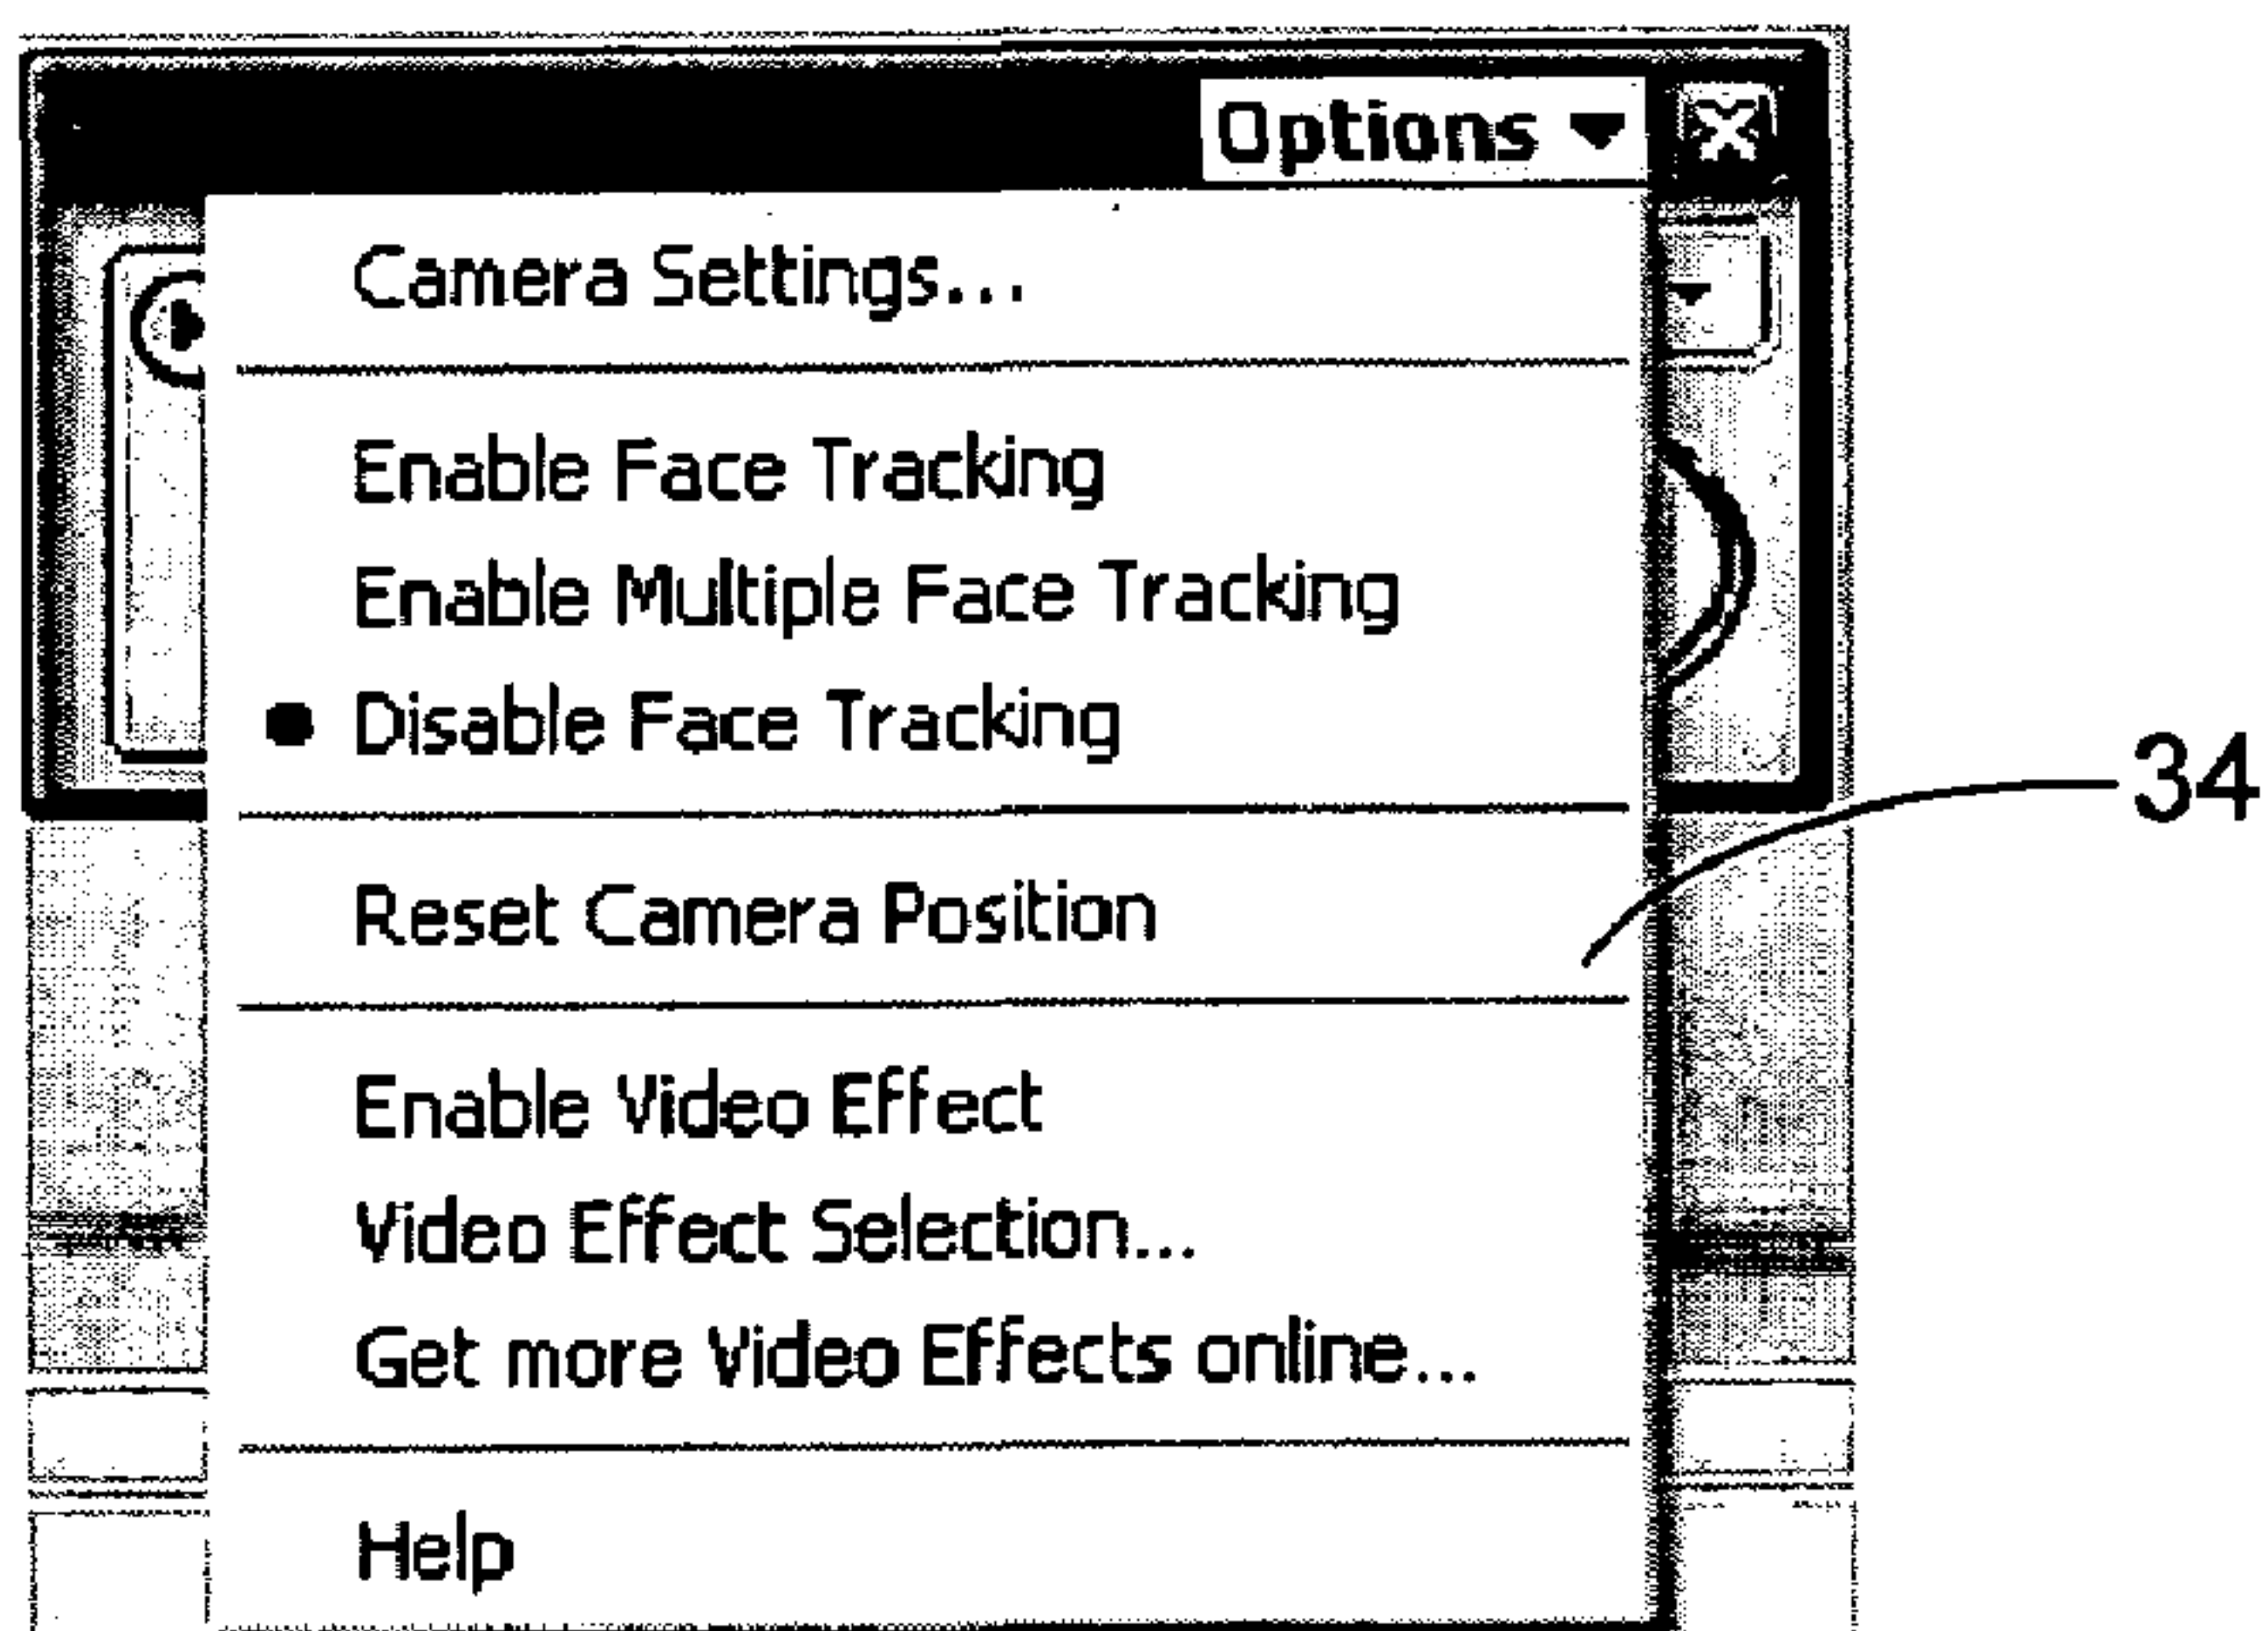 Options
Camera Settings...
Enable Face Tracking
Enable Multiple Face Tracking
Disable Face Tracking
34
Reset Camera Position
Enable Video Effect
Video Effect Selection...
Get more Video Effects online...
Help